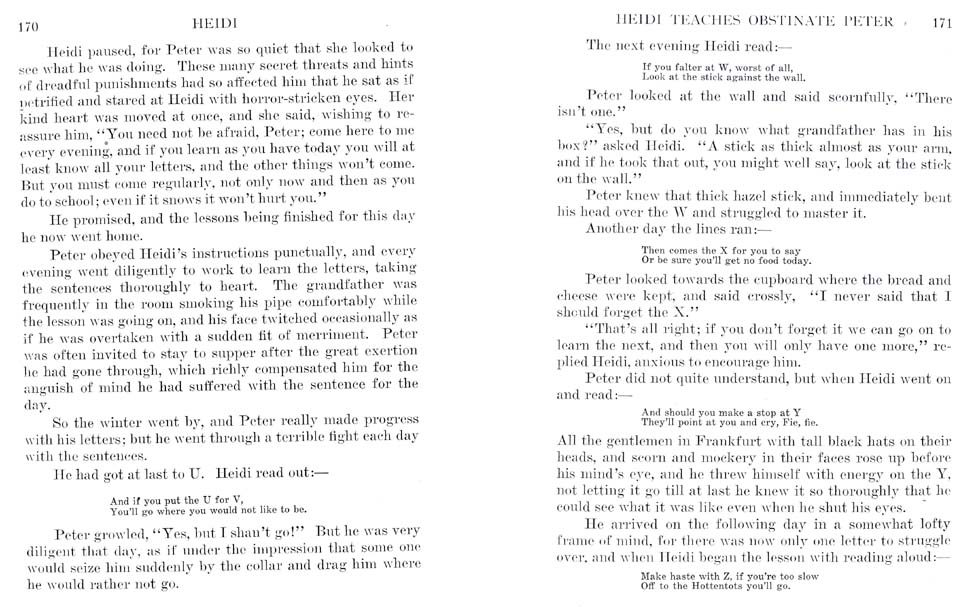 170
HEIDI
Heidi paused, for Peter was so quiet that she looked to
see what he was doing. These many secret threats and hints
of dreadful punishments had so affected him that he sat as if
petrified and stared at Heidi with horror-stricken eyes. Her
kind heart was moved at once, and she said, wishing to re-
assure him, "You need not be afraid, Peter; come here to me
every evening, and if you learn as you have today you will at
least know all your letters, and the other things won't come.
But you must come regularly, not only now and then as you
do to school; even if it snows it won't hurt you."
He promised, and the lessons being finished for this day
he now went home.
Peter obeyed Heidi's instructions punctually, and every
evening went diligently to work to learn the letters, taking
the sentences thoroughly to heart. The grandfather was
frequently in the room smoking his pipe comfortably while
the lesson was going on, and his face twitched occasionally as
if he was overtaken with a sudden fit of merriment. Peter
was often invited to stay to supper after the great exertion
he had gone through, which richly compensated him for the
anguish of mind he had suffered with the sentence for the
day.
So the winter went by, and Peter really made progress
with his letters; but he went through a terrible fight each day
with the sentences.
He had got at last to U. Heidi read out:—
And if you put the U for V,
You'll go where you would not like to be.
Peter growled, "Yes, but I shan't go!" But he was very
diligent that day, as if under the impression that some one
would seize him suddenly by the collar and drag him where
he would rather not go.
HEIDI TEACHES OBSTINATE PETER
171
The next evening Heidi read:—
If you falter at W, worst of all,
Look at the stick against the wall.
Peter looked at the wall and said scornfully, "There
isn't one."
"Yes, but do you know what grandfather has in his
box?" asked Heidi. "A stick as thick almost as your arm,
and if he took that out, you might well say, look at the stick
on the wall."
Peter knew that thick hazel stick, and immediately bent
his head over the W and struggled to master it.
Another day the lines ran:—
Then comes the X for you to say
Or be sure you'll get no food today.
Peter looked towards the cupboard where the bread and
cheese were kept, and said crossly, "I never said that I
should forget the X."
"That's all right; if you don't forget it we can go on to
learn the next, and then you will only have one more," re-
plied Heidi, anxious to encourage him.
Peter did not quite understand, but when Heidi went on
and read:—
And should you make a stop at Y
They'll point at you and cry, Fie, fie.
All the gentlemen in Frankfurt with tall black hats on their
heads, and scorn and mockery in their faces rose up before
his mind's eye, and he threw himself with energy on the Y,
not letting it go till at last he knew it so thoroughly that he
could see what it was like even when he shut his eyes.
He arrived on the following day in a somewhat lofty
frame of mind, for there was now only one letter to struggle
over, and when Heidi began the lesson with reading aloud:—
Make haste with Z, if you're too slow
Off to the Hottentots you'll go.